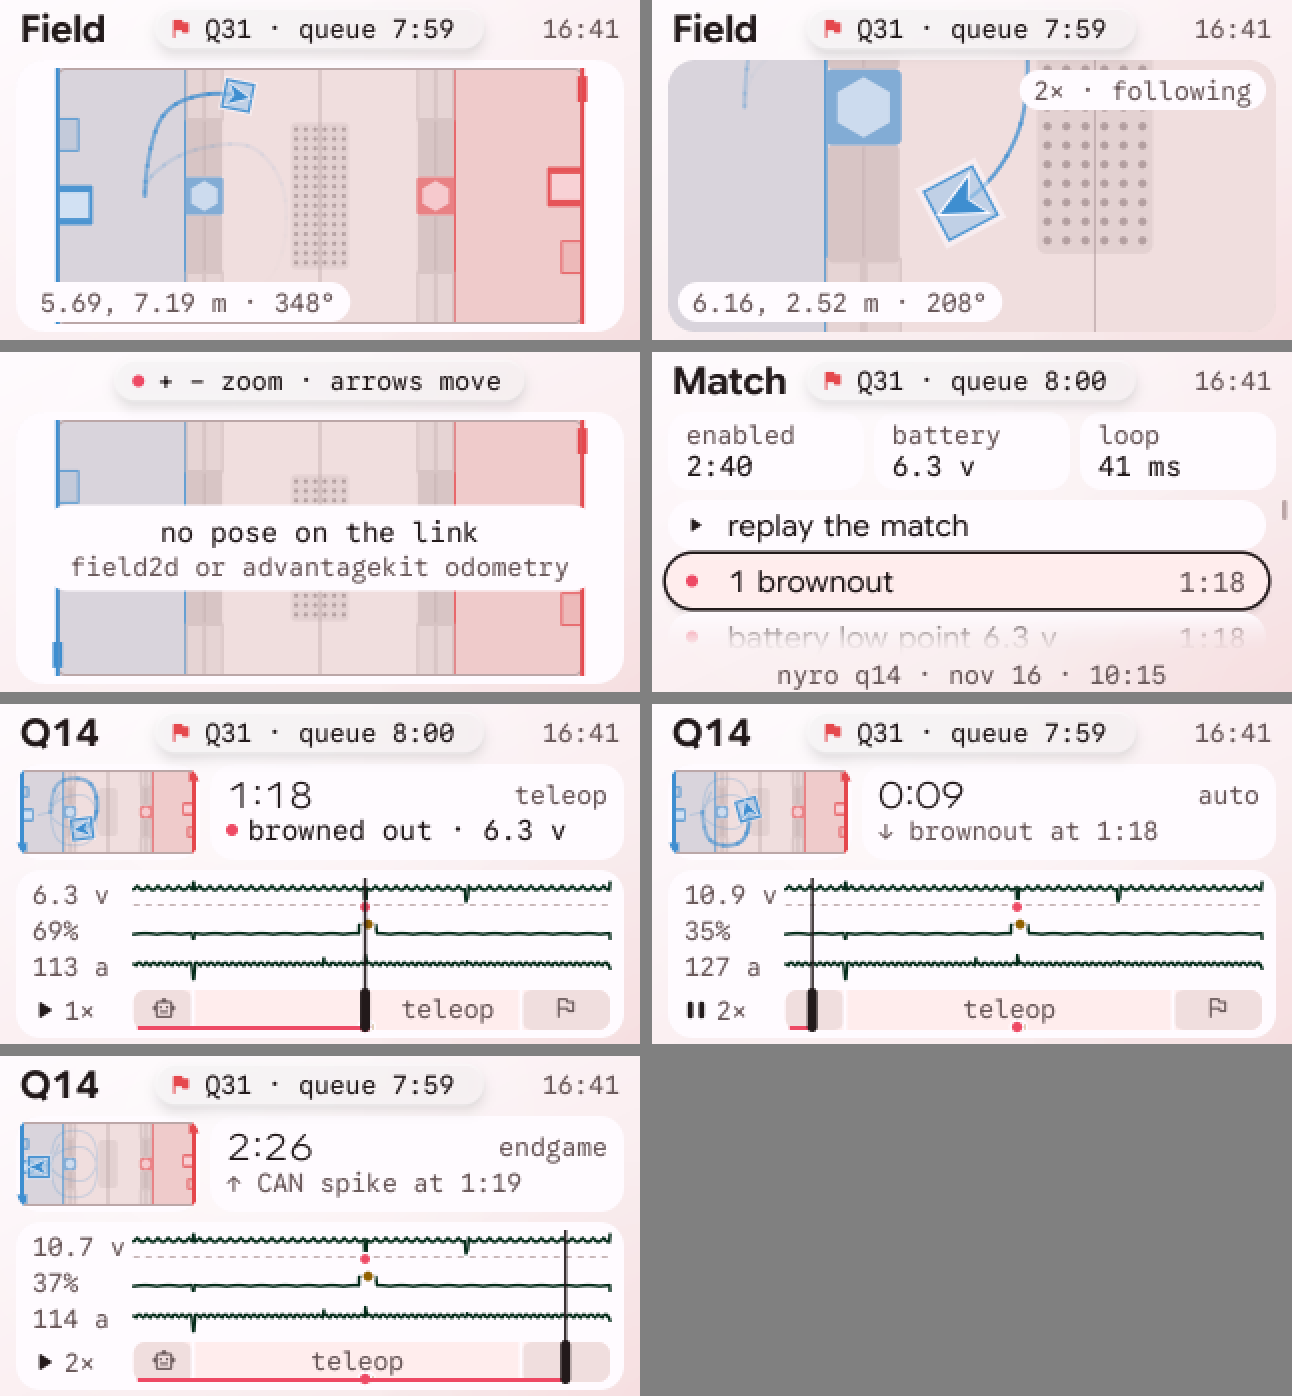 Field
Q31 · queue 7:59
16:41
5.69, 7.19 m · 348°
Field
Q31 · queue 7:59
16:41
2× · following
6.16, 2.52 m · 208°
+ − zoom · arrows move
no pose on the link
field2d or advantagekit odometry
Match
Q31 · queue 8:00
16:41
enabled
2:40
battery
6.3 v
loop
41 ms
replay the match
1 brownout
1:18
battery low point 6.3 v
1:18
nyro q14 · nov 16 · 10:15
Q14
Q31 · queue 8:00
16:41
1:18
teleop
browned out · 6.3 v
6.3 v
69%
113 a
1×
teleop
Q14
Q31 · queue 7:59
16:41
0:09
auto
↓ brownout at 1:18
10.9 v
35%
127 a
2×
teleop
Q14
Q31 · queue 7:59
16:41
2:26
endgame
↑ CAN spike at 1:19
10.7 v
37%
114 a
2×
teleop